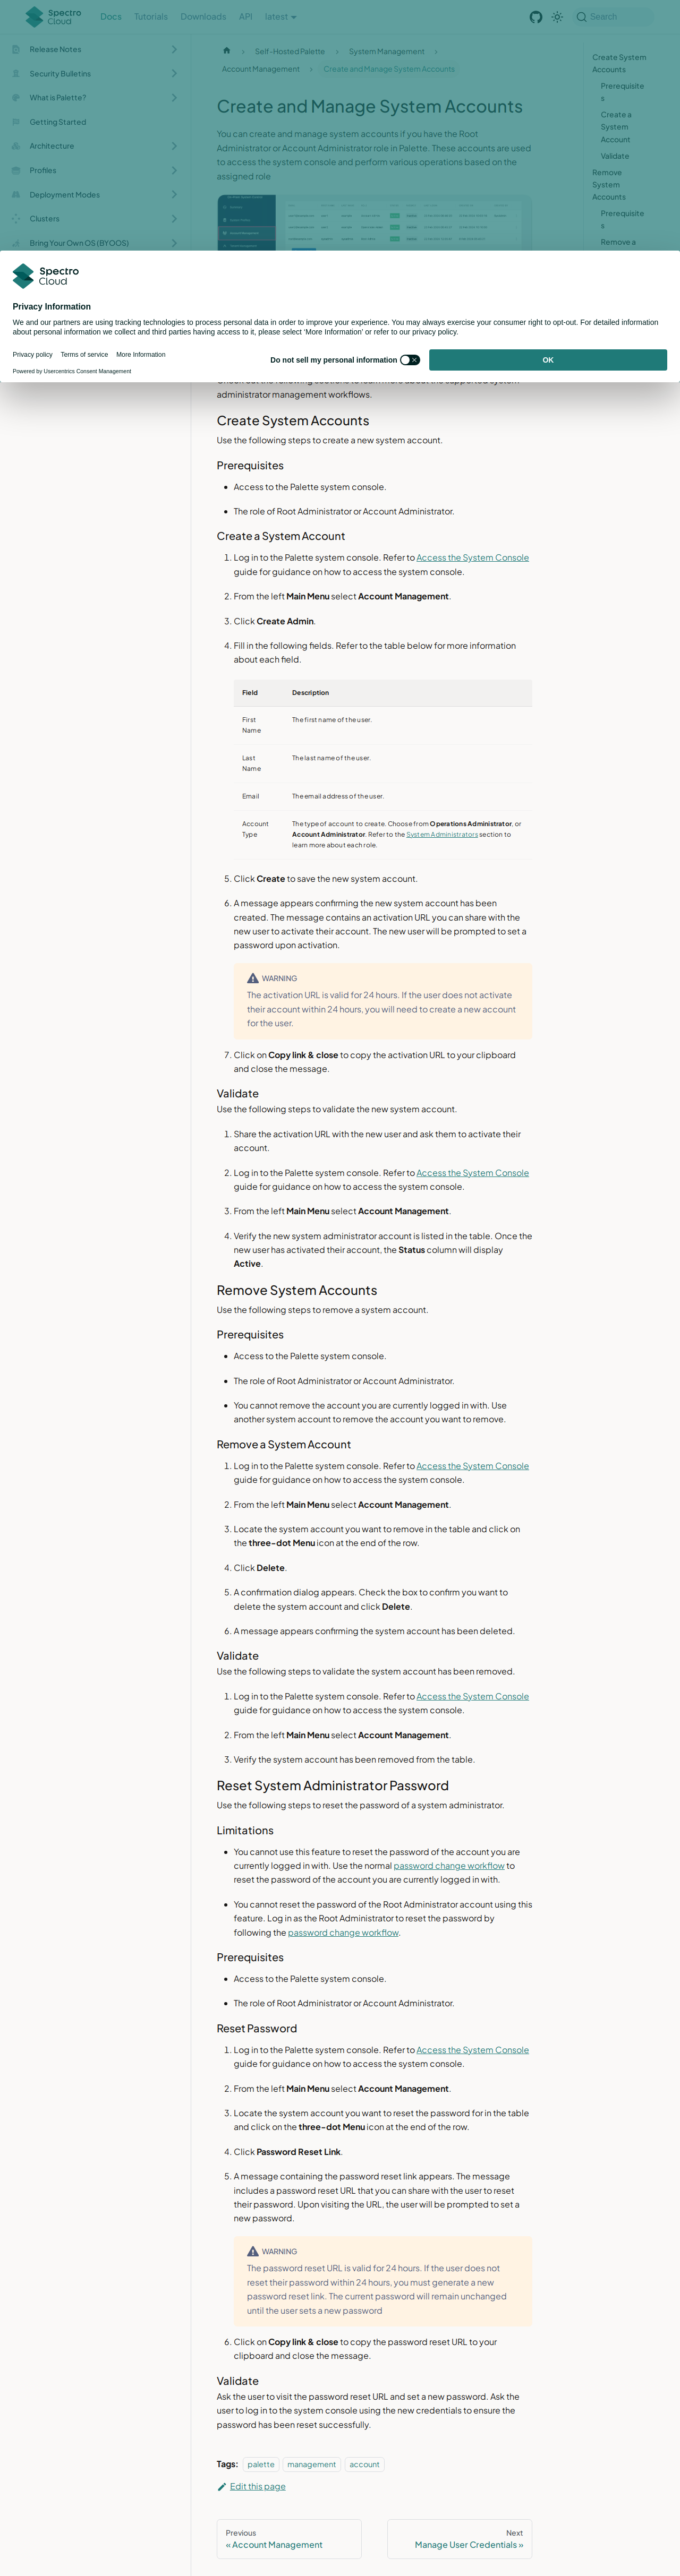 Spectro Cloud
Docs
Tutorials
Downloads
API
latest
Search
Release Notes
Security Bulletins
What is Palette?
Getting Started
Architecture
Profiles
Deployment Modes
Clusters
Bring Your Own OS (BYOOS)
Self-Hosted Palette
System Management
Account Management
Create and Manage System Accounts
Create and Manage System Accounts
You can create and manage system accounts if you have the Root
Administrator or Account Administrator role in Palette. These accounts are used
to access the system console and perform various operations based on the
assigned role
Create System
Accounts
Prerequisite
s
Create a
System
Account
Validate
Remove
System
Accounts
Prerequisite
s
Remove a
Spectro
Cloud
Privacy Information
We and our partners are using tracking technologies to process personal data in order to improve your experience. You may always exercise your consumer right to opt-out. For detailed information
about personal information we collect and third parties having access to it, please select 'More Information' or refer to our privacy policy.
Privacy policy
Terms of service
More Information
Do not sell my personal information
OK
Powered by Usercentrics Consent Management
administrator management workflows.
Create System Accounts
Use the following steps to create a new system account.
Prerequisites
Access to the Palette system console.
The role of Root Administrator or Account Administrator.
Create a System Account
1. Log in to the Palette system console. Refer to Access the System Console
guide for guidance on how to access the system console.
2. From the left Main Menu select Account Management.
3. Click Create Admin.
4. Fill in the following fields. Refer to the table below for more information
about each field.
Field Description
First
Name
The first name of the user.
Last
Name
The last name of the user.
Email The email address of the user.
Account
Type
The type of account to create. Choose from Operations Administrator, or
Account Administrator. Refer to the System Administrators section to
learn more about each role.
5. Click Create to save the new system account.
6. A message appears confirming the new system account has been
created. The message contains an activation URL you can share with the
new user to activate their account. The new user will be prompted to set a
password upon activation.
WARNING
The activation URL is valid for 24 hours. If the user does not activate
their account within 24 hours, you will need to create a new account
for the user.
7. Click on Copy link & close to copy the activation URL to your clipboard
and close the message.
Validate
Use the following steps to validate the new system account.
1. Share the activation URL with the new user and ask them to activate their
account.
2. Log in to the Palette system console. Refer to Access the System Console
guide for guidance on how to access the system console.
3. From the left Main Menu select Account Management.
4. Verify the new system administrator account is listed in the table. Once the
new user has activated their account, the Status column will display
Active.
Remove System Accounts
Use the following steps to remove a system account.
Prerequisites
Access to the Palette system console.
The role of Root Administrator or Account Administrator.
You cannot remove the account you are currently logged in with. Use
another system account to remove the account you want to remove.
Remove a System Account
1. Log in to the Palette system console. Refer to Access the System Console
guide for guidance on how to access the system console.
2. From the left Main Menu select Account Management.
3. Locate the system account you want to remove in the table and click on
the three-dot Menu icon at the end of the row.
4. Click Delete.
5. A confirmation dialog appears. Check the box to confirm you want to
delete the system account and click Delete.
6. A message appears confirming the system account has been deleted.
Validate
Use the following steps to validate the system account has been removed.
1. Log in to the Palette system console. Refer to Access the System Console
guide for guidance on how to access the system console.
2. From the left Main Menu select Account Management.
3. Verify the system account has been removed from the table.
Reset System Administrator Password
Use the following steps to reset the password of a system administrator.
Limitations
You cannot use this feature to reset the password of the account you are
currently logged in with. Use the normal password change workflow to
reset the password of the account you are currently logged in with.
You cannot reset the password of the Root Administrator account using this
feature. Log in as the Root Administrator to reset the password by
following the password change workflow.
Prerequisites
Access to the Palette system console.
The role of Root Administrator or Account Administrator.
Reset Password
1. Log in to the Palette system console. Refer to Access the System Console
guide for guidance on how to access the system console.
2. From the left Main Menu select Account Management.
3. Locate the system account you want to reset the password for in the table
and click on the three-dot Menu icon at the end of the row.
4. Click Password Reset Link.
5. A message containing the password reset link appears. The message
includes a password reset URL that you can share with the user to reset
their password. Upon visiting the URL, the user will be prompted to set a
new password.
WARNING
The password reset URL is valid for 24 hours. If the user does not
reset their password within 24 hours, you must generate a new
password reset link. The current password will remain unchanged
until the user sets a new password
6. Click on Copy link & close to copy the password reset URL to your
clipboard and close the message.
Validate
Ask the user to visit the password reset URL and set a new password. Ask the
user to log in to the system console using the new credentials to ensure the
password has been reset successfully.
Tags: palette management account
Edit this page
Previous
« Account Management
Next
Manage User Credentials »